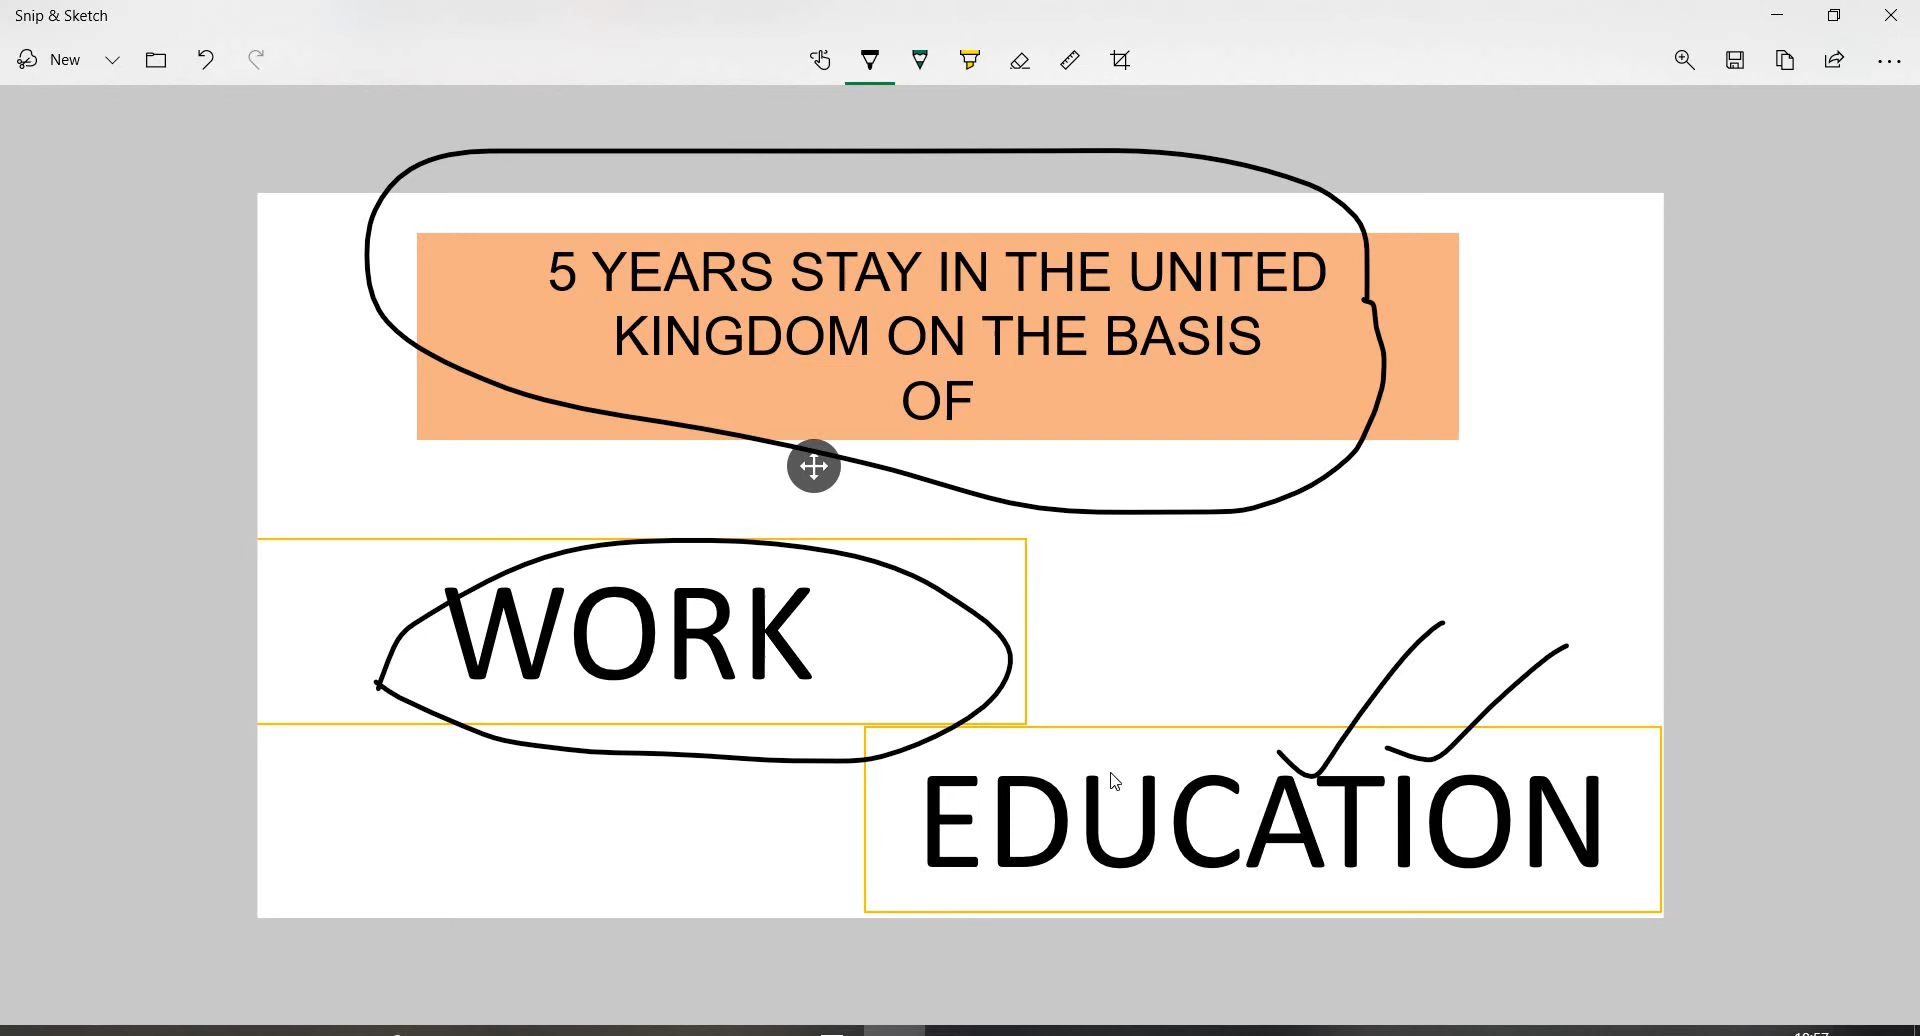 Snip & Sketch
New
5 YEARS STAY IN THE UNITED
KINGDOM ON THE BASIS
OF
WORK
EDUCATION